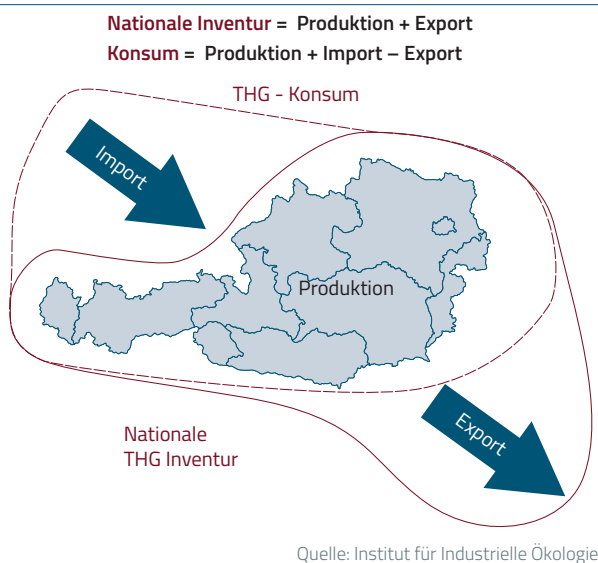 Nationale Inventur = Produktion + Export
Konsum = Produktion + Import – Export
THG - Konsum
Import
Produktion
Export
Nationale
THG Inventur
Quelle: Institut für Industrielle Ökologie